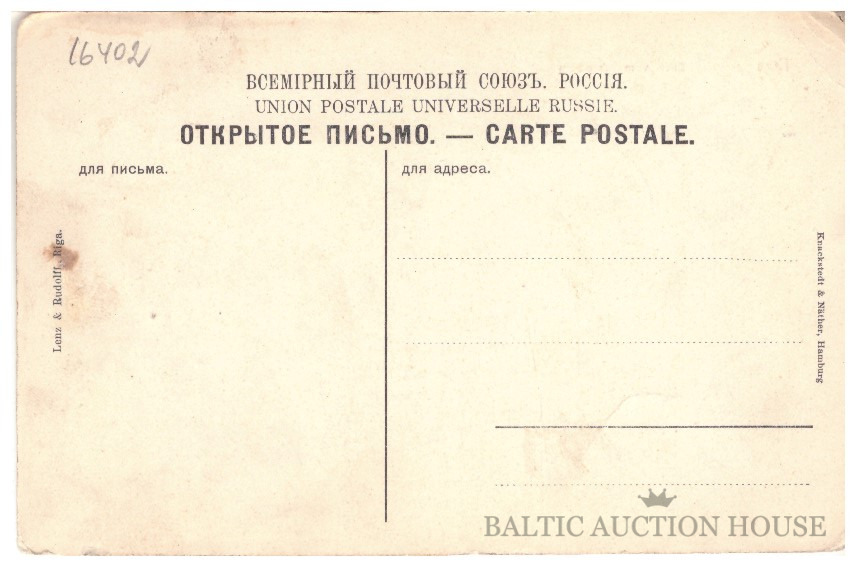 16402
ВСЕМІРНЫЙ ПОЧТОВЫЙ СОЮЗЪ. РОССІЯ.
UNION POSTALE UNIVERSELLE RUSSIE.
ОТКРЫТОЕ ПИСЬМО. — CARTE POSTALE.
для письма.
для адреса.
Lenz & Rudolff, Riga.
Knackstedt & Näther, Hamburg
BALTIC AUCTION HOUSE